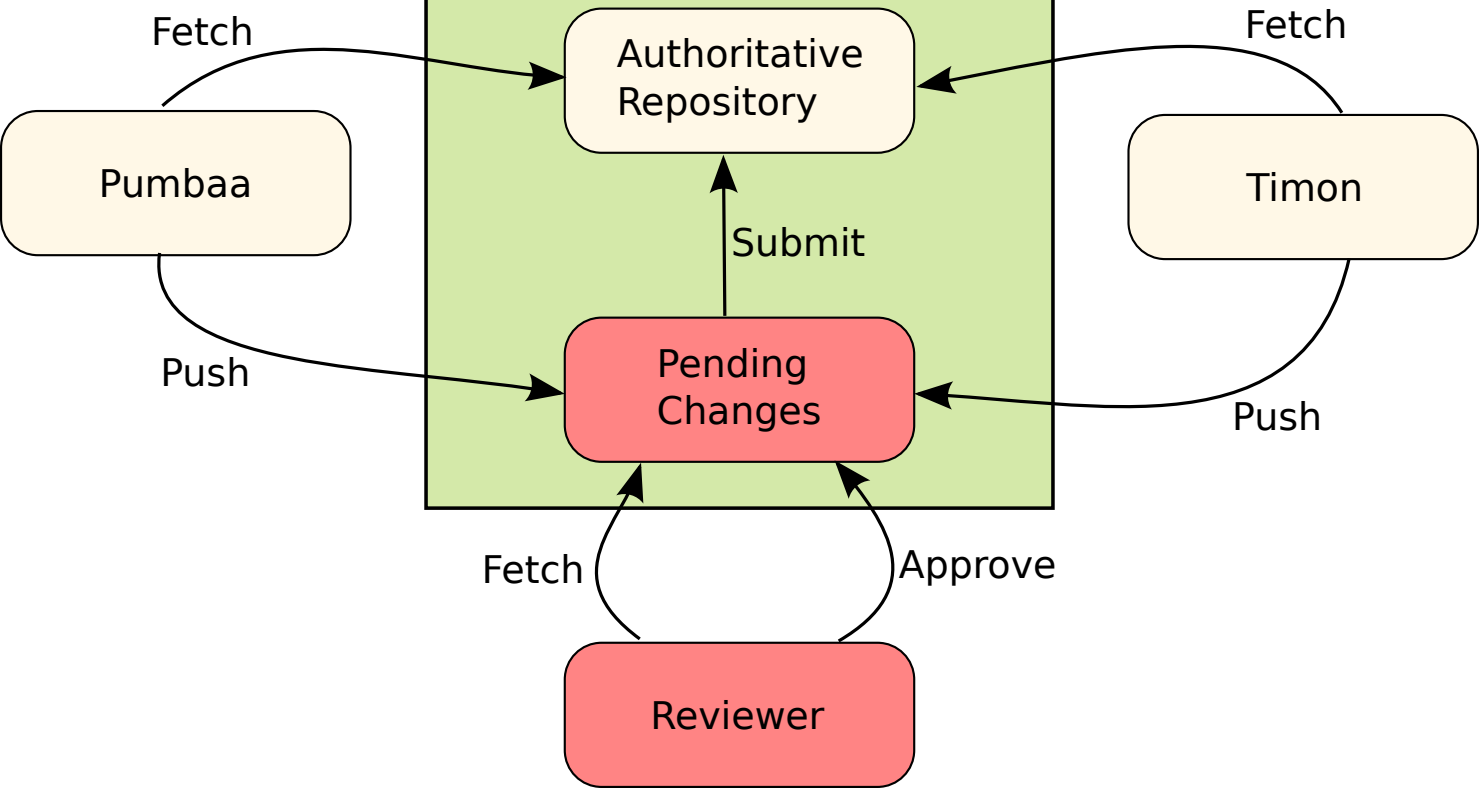 Fetch
Fetch
Authoritative
Repository
Pumbaa
Timon
Submit
Pending
Changes
Push
Push
Fetch
Approve
Reviewer